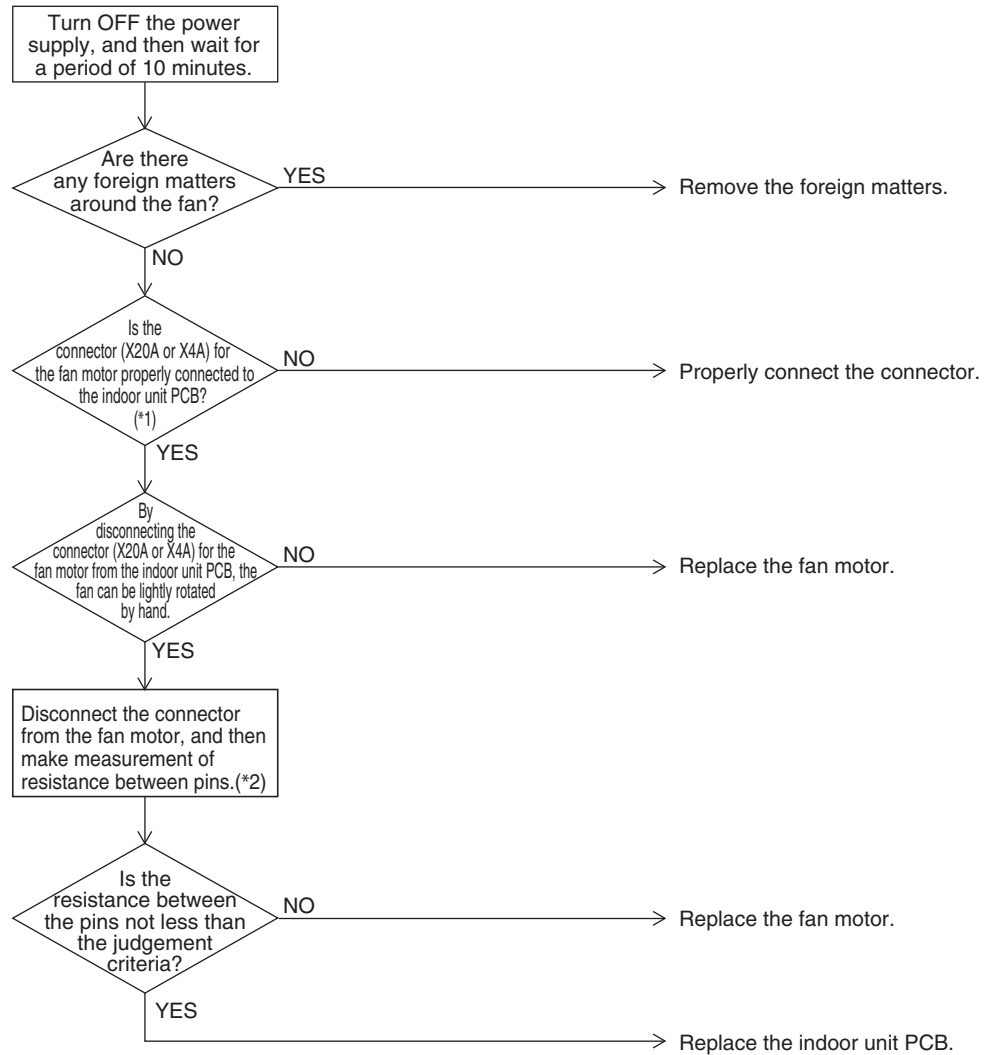 Turn OFF the power
supply, and then wait for
a period of 10 minutes.
Are there
any foreign matters
around the fan?
YES
Remove the foreign matters.
NO
Is the
connector (X20A or X4A) for
the fan motor properly connected to
the indoor unit PCB?
(*1)
NO
Properly connect the connector.
YES
By
disconnecting the
connector (X20A or X4A) for the
fan motor from the indoor unit PCB, the
fan can be lightly rotated
by hand.
NO
Replace the fan motor.
YES
Disconnect the connector
from the fan motor, and then
make measurement of
resistance between pins.(*2)
Is the
resistance between
the pins not less than
the judgement
criteria?
NO
Replace the fan motor.
YES
Replace the indoor unit PCB.